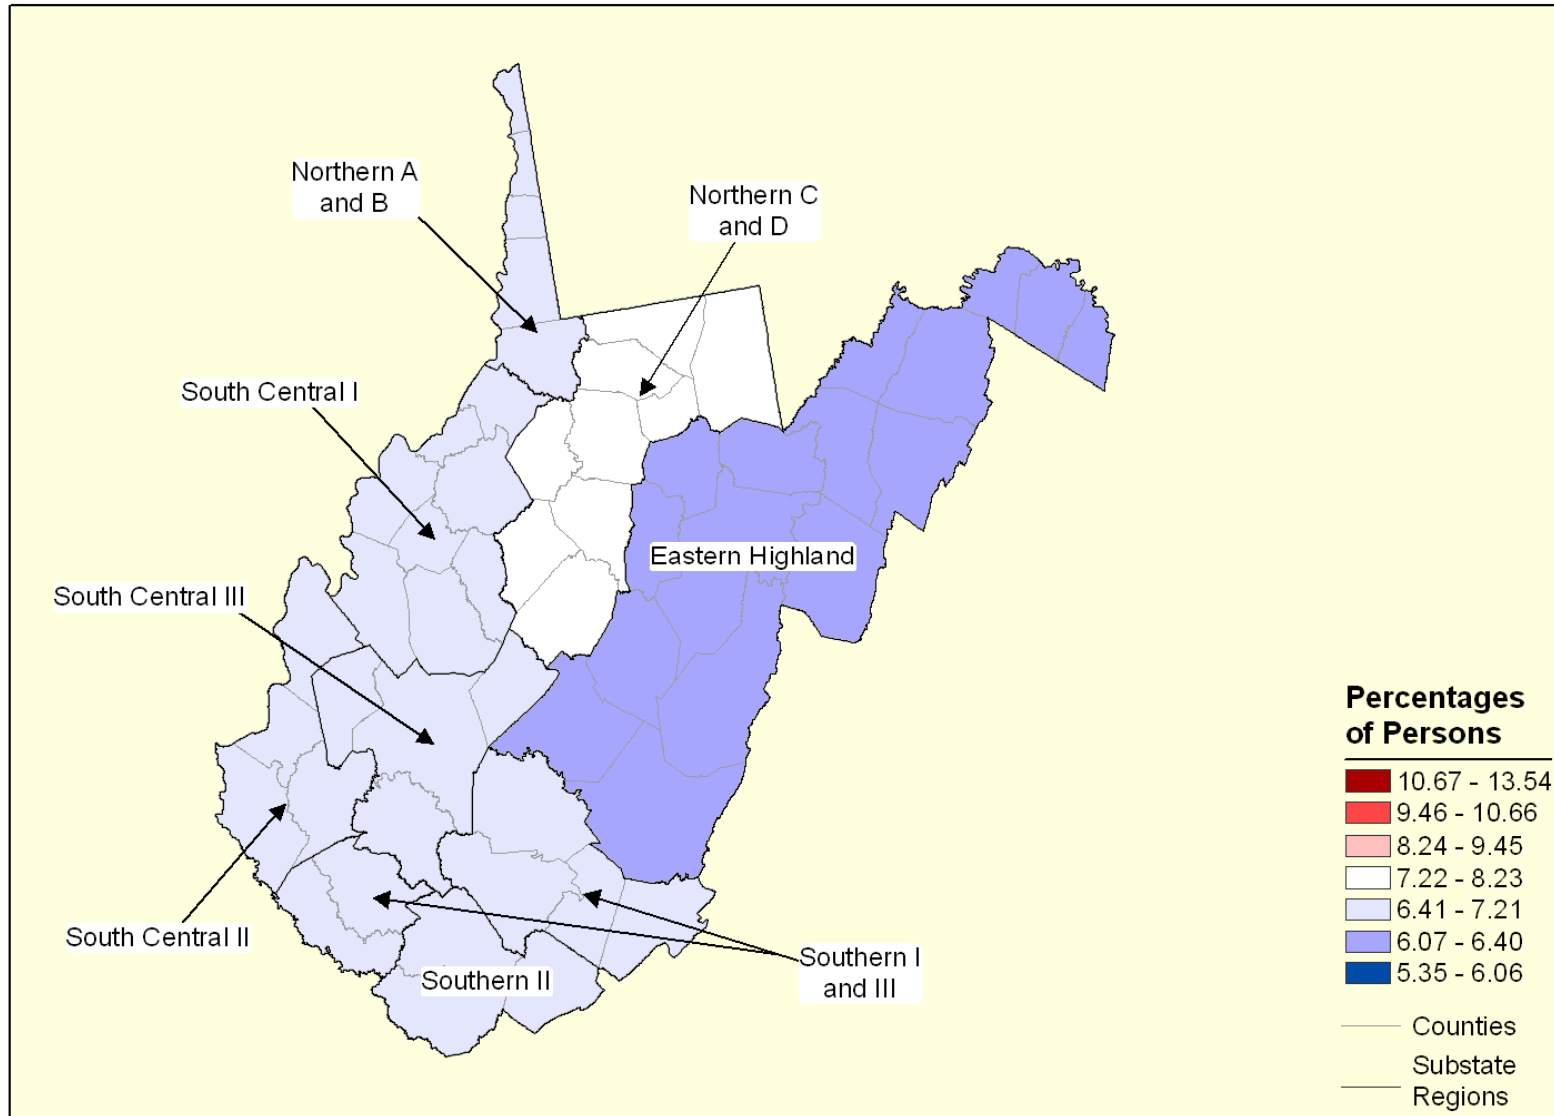 Northern A
and B
Northern C
and D
South Central I
Eastern Highland
South Central III
South Central II
Southern II
Southern I
and III
Percentages
of Persons
10.67 - 13.54
9.46 - 10.66
8.24 - 9.45
7.22 - 8.23
6.41 - 7.21
6.07 - 6.40
5.35 - 6.06
Counties
Substate
Regions